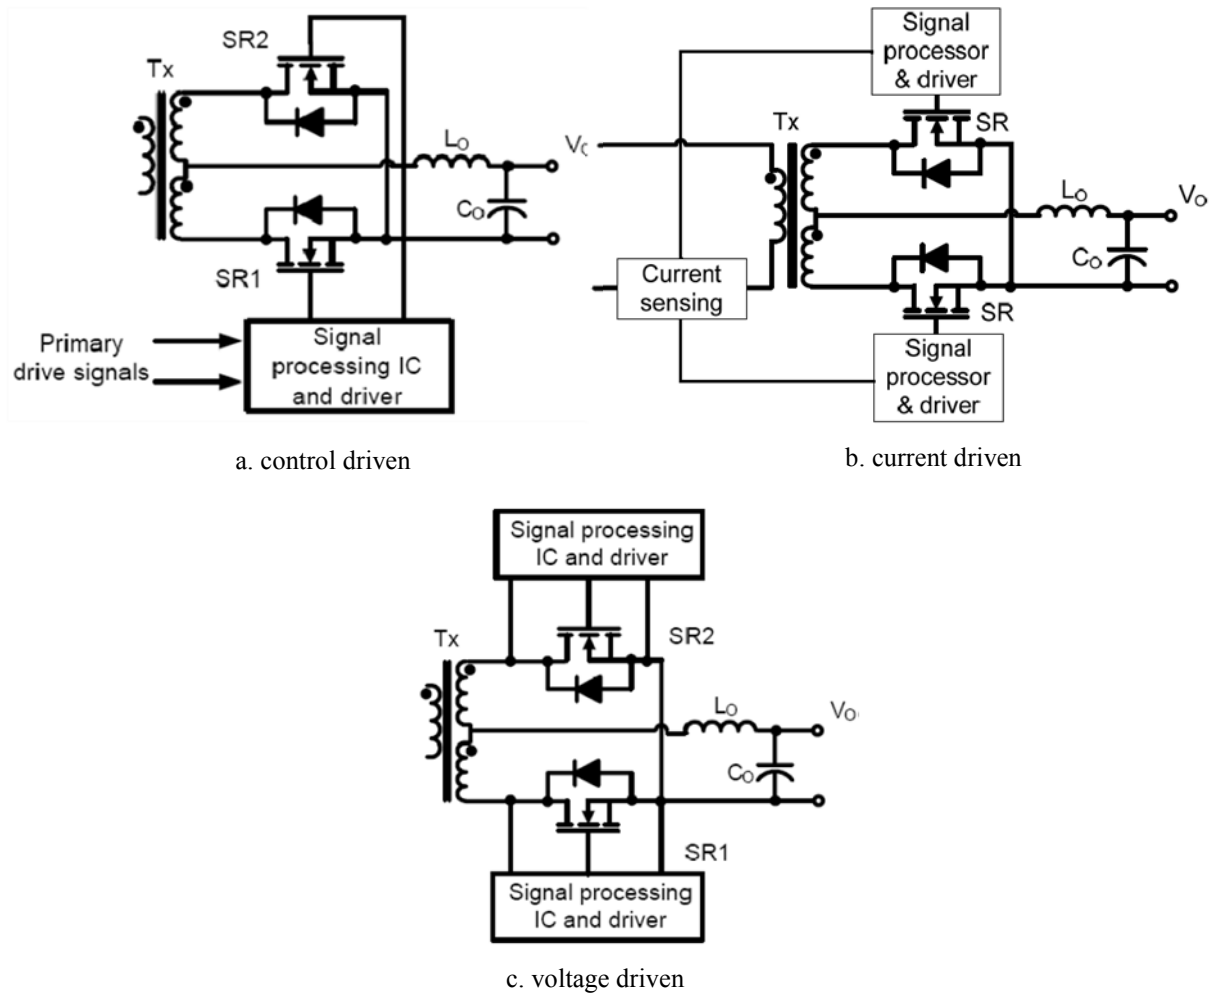 SR2
Tx
LO
VO
CO
SR1
Primary
drive signals
Signal
processing IC
and driver
a. control driven
Signal
processor
& driver
Tx
SR
LO
VO
CO
Current
sensing
SR
Signal
processor
& driver
b. current driven
Signal processing
IC and driver
Tx
SR2
LO
VO
CO
SR1
Signal processing
IC and driver
c. voltage driven